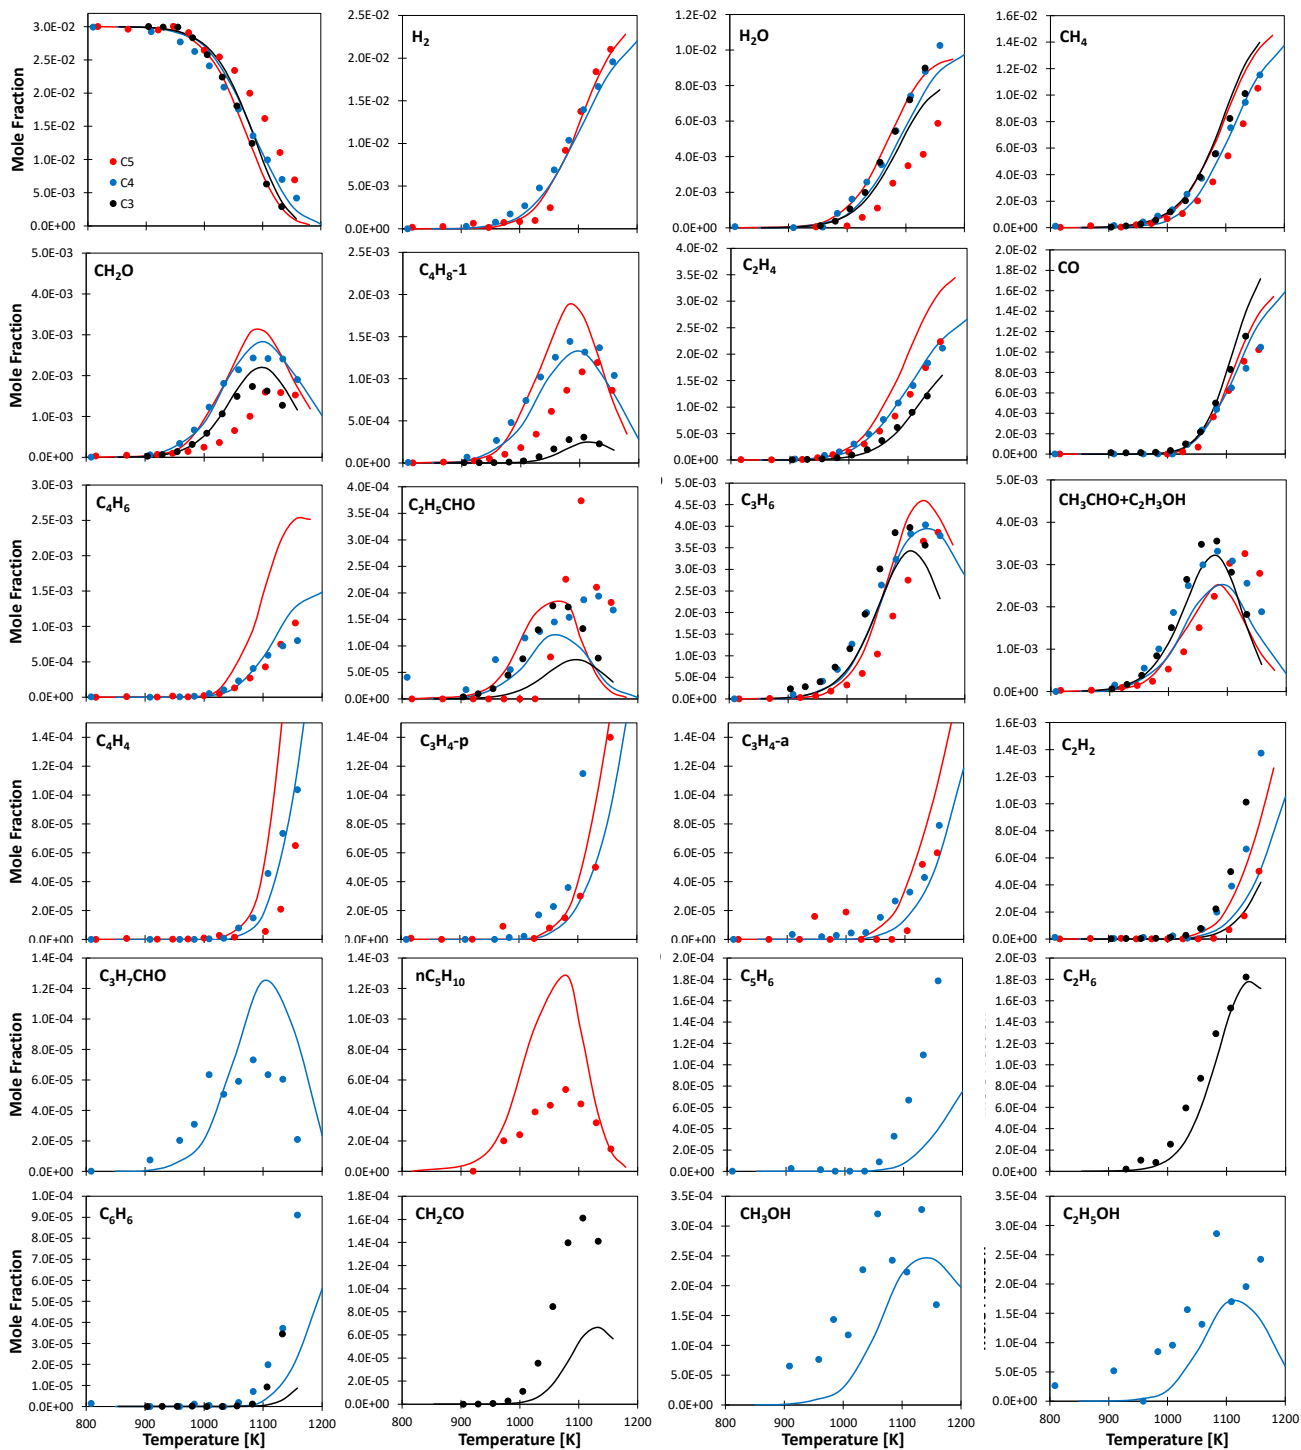 3.0E-02
2.5E-02
2.0E-02
1.5E-02
1.0E-02
5.0E-03
0.0E+00
Mole Fraction
C5
C4
C3
800 900 1000 1100 1200
H2
2.5E-02
2.0E-02
1.5E-02
1.0E-02
5.0E-03
0.0E+00
800 900 1000 1100 1200
H2O
1.2E-02
1.0E-02
8.0E-03
6.0E-03
4.0E-03
2.0E-03
0.0E+00
800 900 1000 1100 1200
CH4
1.6E-02
1.4E-02
1.2E-02
1.0E-02
8.0E-03
6.0E-03
4.0E-03
2.0E-03
0.0E+00
800 900 1000 1100 1200
CH2O
5.0E-03
4.0E-03
3.0E-03
2.0E-03
1.0E-03
0.0E+00
Mole Fraction
C4H8-1
2.5E-03
2.0E-03
1.5E-03
1.0E-03
5.0E-04
0.0E+00
C2H4
4.0E-02
3.5E-02
3.0E-02
2.5E-02
2.0E-02
1.5E-02
1.0E-02
5.0E-03
0.0E+00
CO
2.0E-02
1.8E-02
1.6E-02
1.4E-02
1.2E-02
1.0E-02
8.0E-03
6.0E-03
4.0E-03
2.0E-03
0.0E+00
C4H6
3.0E-03
2.5E-03
2.0E-03
1.5E-03
1.0E-03
5.0E-04
0.0E+00
Mole Fraction
C2H5CHO
4.0E-04
3.5E-04
3.0E-04
2.5E-04
2.0E-04
1.5E-04
1.0E-04
5.0E-05
0.0E+00
C3H6
5.0E-03
4.5E-03
4.0E-03
3.5E-03
3.0E-03
2.5E-03
2.0E-03
1.5E-03
1.0E-03
5.0E-04
0.0E+00
CH3CHO+C2H3OH
5.0E-03
4.0E-03
3.0E-03
2.0E-03
1.0E-03
0.0E+00
C4H4
1.4E-04
1.2E-04
1.0E-04
8.0E-05
6.0E-05
4.0E-05
2.0E-05
0.0E+00
Mole Fraction
C3H4-p
1.4E-04
1.2E-04
1.0E-04
8.0E-05
6.0E-05
4.0E-05
2.0E-05
0.0E+00
C3H4-a
1.4E-04
1.2E-04
1.0E-04
8.0E-05
6.0E-05
4.0E-05
2.0E-05
0.0E+00
C2H2
1.6E-03
1.4E-03
1.2E-03
1.0E-03
8.0E-04
6.0E-04
4.0E-04
2.0E-04
0.0E+00
C3H7CHO
1.4E-04
1.2E-04
1.0E-04
8.0E-05
6.0E-05
4.0E-05
2.0E-05
0.0E+00
Mole Fraction
nC5H10
1.4E-03
1.2E-03
1.0E-03
8.0E-04
6.0E-04
4.0E-04
2.0E-04
0.0E+00
C5H6
2.0E-04
1.8E-04
1.6E-04
1.4E-04
1.2E-04
1.0E-04
8.0E-05
6.0E-05
4.0E-05
2.0E-05
0.0E+00
C2H6
2.0E-03
1.8E-03
1.6E-03
1.4E-03
1.2E-03
1.0E-03
8.0E-04
6.0E-04
4.0E-04
2.0E-04
0.0E+00
C6H6
1.0E-04
9.0E-05
8.0E-05
7.0E-05
6.0E-05
5.0E-05
4.0E-05
3.0E-05
2.0E-05
1.0E-05
0.0E+00
Mole Fraction
800 900 1000 1100 1200
Temperature [K]
CH2CO
1.8E-04
1.6E-04
1.4E-04
1.2E-04
1.0E-04
8.0E-05
6.0E-05
4.0E-05
2.0E-05
0.0E+00
800 900 1000 1100 1200
Temperature [K]
CH3OH
3.5E-04
3.0E-04
2.5E-04
2.0E-04
1.5E-04
1.0E-04
5.0E-05
0.0E+00
800 900 1000 1100 1200
Temperature [K]
C2H5OH
3.5E-04
3.0E-04
2.5E-04
2.0E-04
1.5E-04
1.0E-04
5.0E-05
0.0E+00
800 900 1000 1100 1200
Temperature [K]